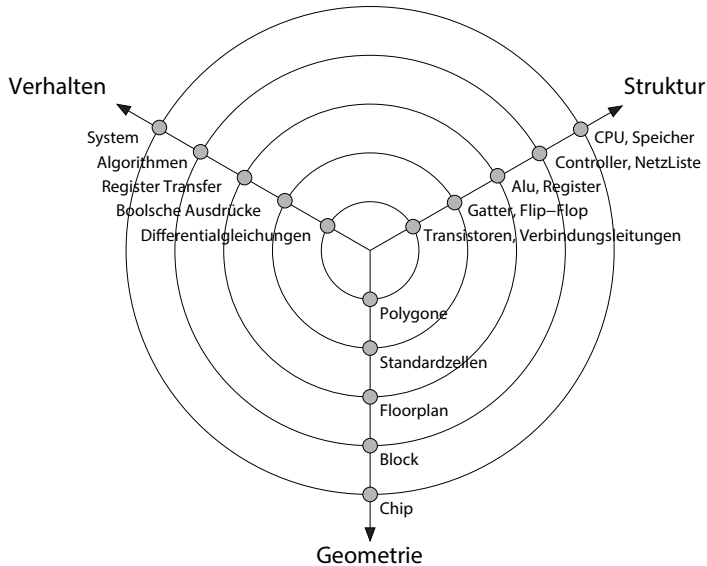 Verhalten
Struktur
System
CPU, Speicher
Algorithmen
Controller, NetzListe
Register Transfer
Alu, Register
Boolsche Ausdrücke
Gatter, Flip–Flop
Differentialgleichungen
Transistoren, Verbindungsleitungen
Polygone
Standardzellen
Floorplan
Block
Chip
Geometrie